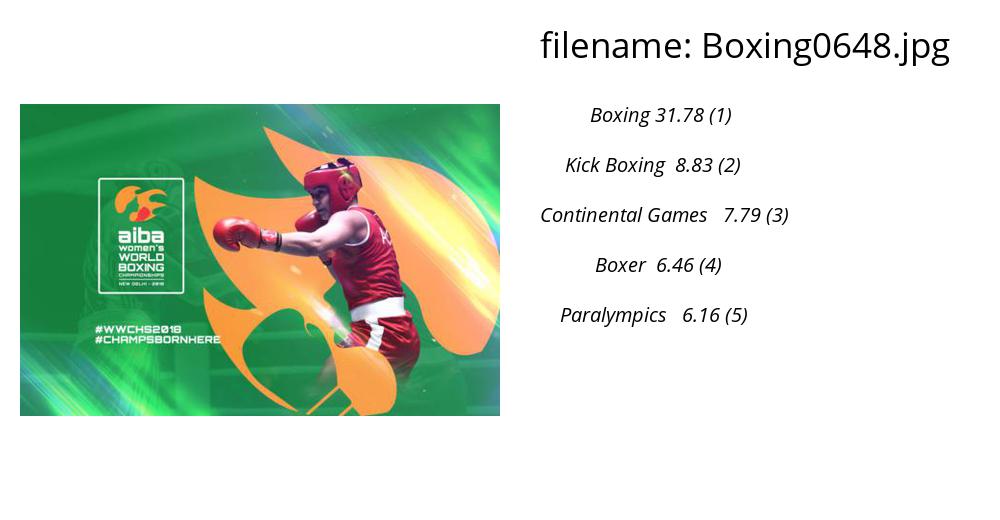 filename: Boxing0648.jpg
Boxing 31.78 (1)
Kick Boxing 8.83 (2)
Continental Games 7.79 (3)
Boxer 6.46 (4)
Paralympics 6.16 (5)
aiba
women's
WORLD
BOXING
CHAMPIONSHIPS
NEW DELHI - 2018
#WWCHS2018
#CHAMPSBORNHERE